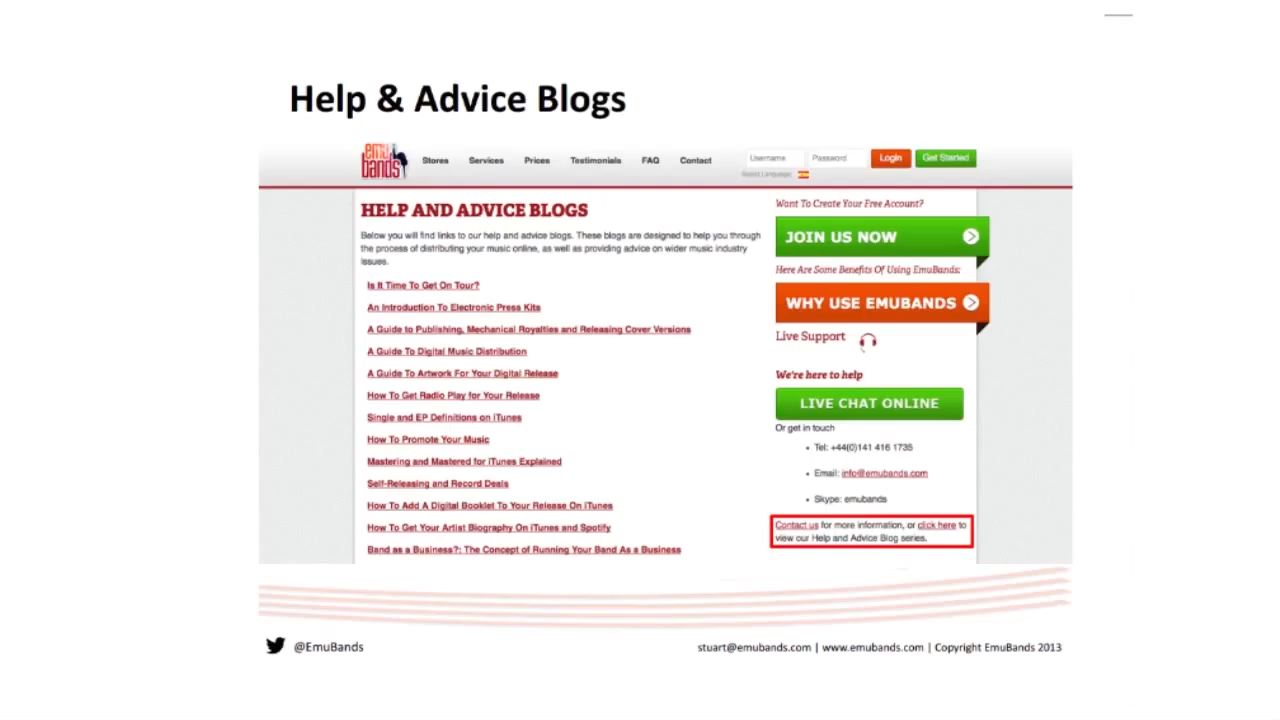 Help & Advice Blogs
emu
bands
Stores Services Prices Testimonials FAQ Contact
Username Password Login Get Started
Select Language:
HELP AND ADVICE BLOGS
Below you will find links to our help and advice blogs. These blogs are designed to help you through
the process of distributing your music online, as well as providing advice on wider music industry
issues.
Is It Time To Get On Tour?
An Introduction To Electronic Press Kits
A Guide to Publishing, Mechanical Royalties and Releasing Cover Versions
A Guide To Digital Music Distribution
A Guide To Artwork For Your Digital Release
How To Get Radio Play for Your Release
Single and EP Definitions on iTunes
How To Promote Your Music
Mastering and Mastered for iTunes Explained
Self-Releasing and Record Deals
How To Add A Digital Booklet To Your Release On iTunes
How To Get Your Artist Biography On iTunes and Spotify
Band as a Business?: The Concept of Running Your Band As a Business
Want To Create Your Free Account?
JOIN US NOW
Here Are Some Benefits Of Using EmuBands:
WHY USE EMUBANDS
Live Support
We're here to help
LIVE CHAT ONLINE
Or get in touch
• Tel: +44(0)141 416 1735
• Email: info@emubands.com
• Skype: emubands
Contact us for more information, or click here to
view our Help and Advice Blog series.
@EmuBands
stuart@emubands.com | www.emubands.com | Copyright EmuBands 2013